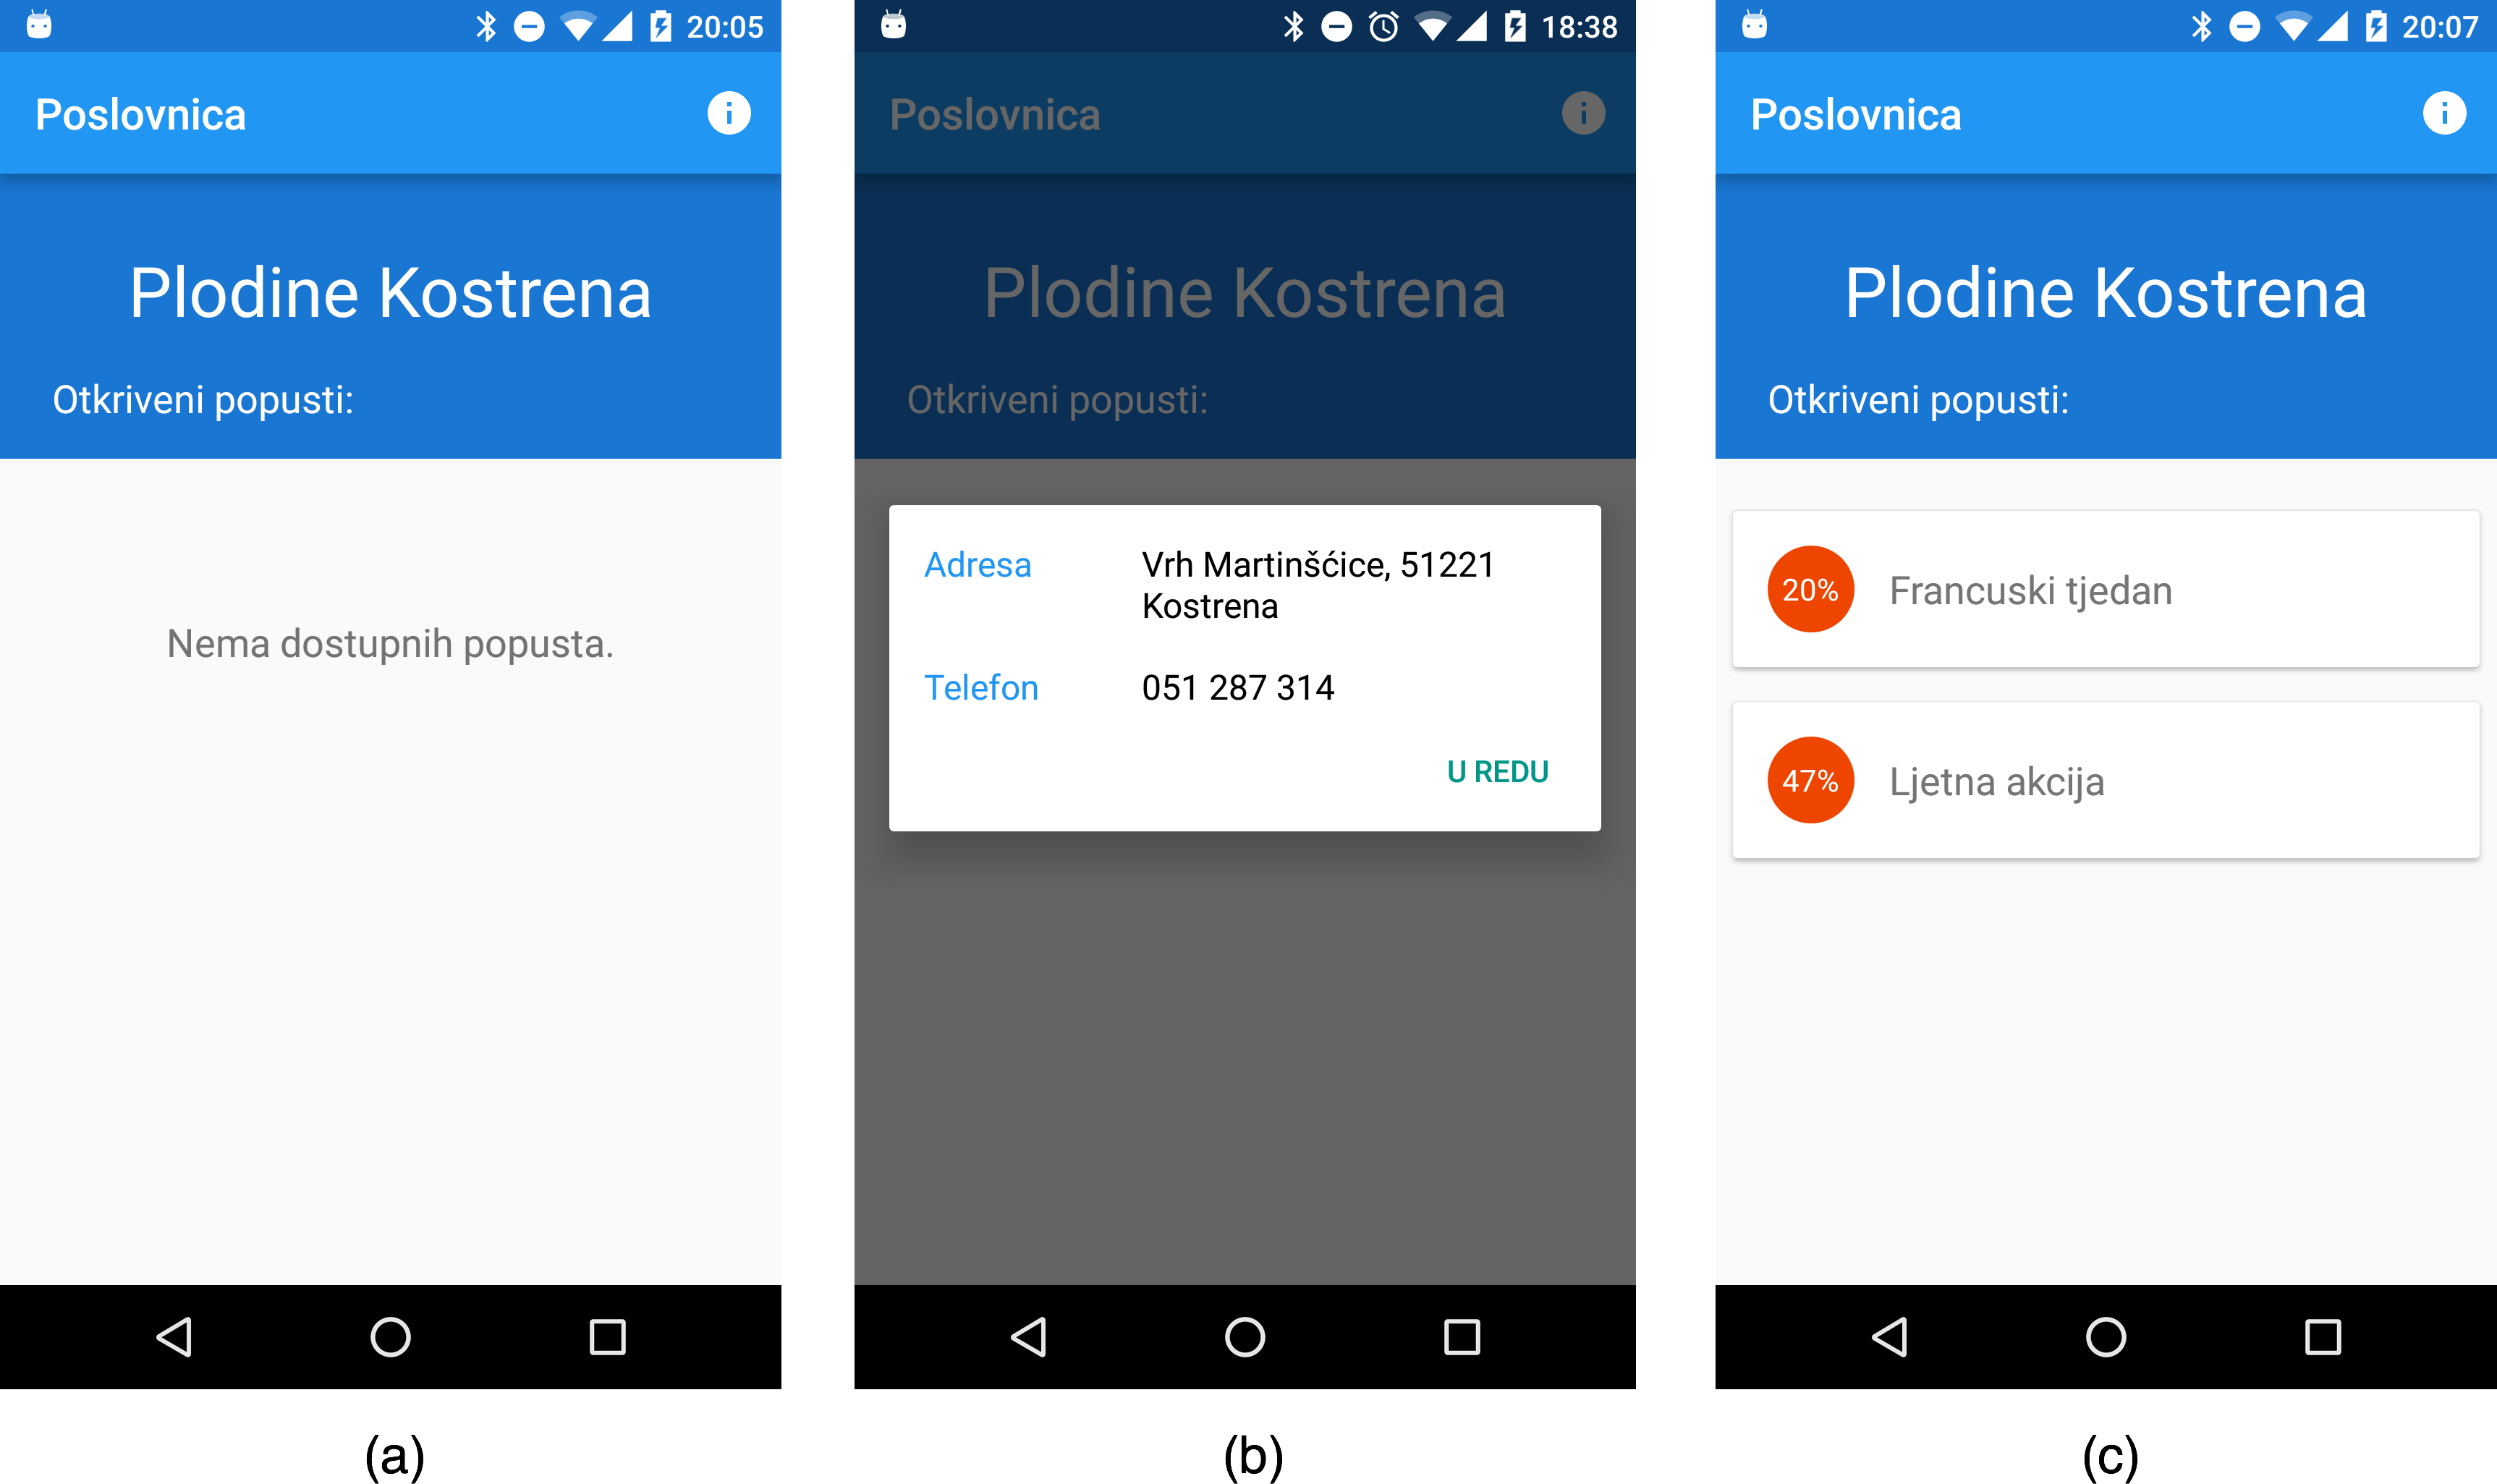 20:05
Poslovnica
Plodine Kostrena
Otkriveni popusti:
Nema dostupnih popusta.
(a)
18:38
Poslovnica
Plodine Kostrena
Otkriveni popusti:
Adresa Vrh Martinšćice, 51221
Kostrena
Telefon 051 287 314
U REDU
(b)
20:07
Poslovnica
Plodine Kostrena
Otkriveni popusti:
20% Francuski tjedan
47% Ljetna akcija
(c)